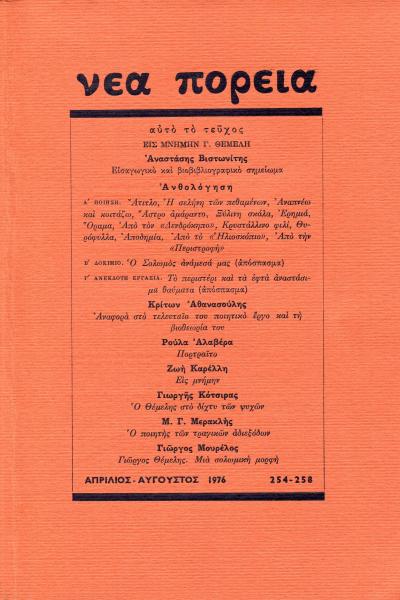 νεα πορεια
αὐτὸ τὸ τεῦχος
ΕΙΣ ΜΝΗΜΗΝ Γ. ΘΕΜΕΛΗ
Ἀναστάσης Βιστωνίτης
Εἰσαγωγικὸ καὶ βιοβιβλιογραφικὸ σημείωμα
Ἀνθολόγηση
Α' ΠΟΙΗΣΗ. Ἄτιτλο, Ἡ σελήνη τῶν πεθαμένων, Ἀναπνέω
καὶ κοιτάζω, Ἄστρο ἀμάραντο, Ξύλινη σκάλα, Ἐρημιά,
Ὅραμα, Ἀπὸ τὸν «Δενδρόκηπο», Κρυστάλλινο φιλί, Θυ-
ρόφυλλα, Ἀποδημία, Ἀπὸ τὸ «Ἡλιοσκόπιο», Ἀπὸ τὴν
«Περιστροφή»
Β' ΔΟΚΙΜΙΟ. Ὁ Σολωμὸς ἀνάμεσά μας (ἀπόσπασμα)
Γ' ΑΝΕΚΔΟΤΗ ΕΡΓΑΣΙΑ. Τὸ περιστέρι καὶ τὰ ἑφτὰ ἀναστάσι-
μα θαύματα (ἀπόσπασμα)
Κρίτων Ἀθανασούλης
Ἀναφορὰ στὸ τελευταῖο του ποιητικὸ ἔργο καὶ τὴ
βιοθεωρία του
Ρούλα Ἀλαβέρα
Πορτραῖτο
Ζωὴ Καρέλλη
Εἰς μνήμην
Γιωργῆς Κότσιρας
Ὁ Θέμελης στὸ δίχτυ τῶν ψυχῶν
Μ. Γ. Μερακλῆς
Ὁ ποιητὴς τῶν τραγικῶν ἀδιεξόδων
Γιῶργος Μουρέλος
Γιῶργος Θέμελης. Μιὰ σολωμικὴ μορφὴ
ΑΠΡΙΛΙΟΣ - ΑΥΓΟΥΣΤΟΣ 1976 254-258